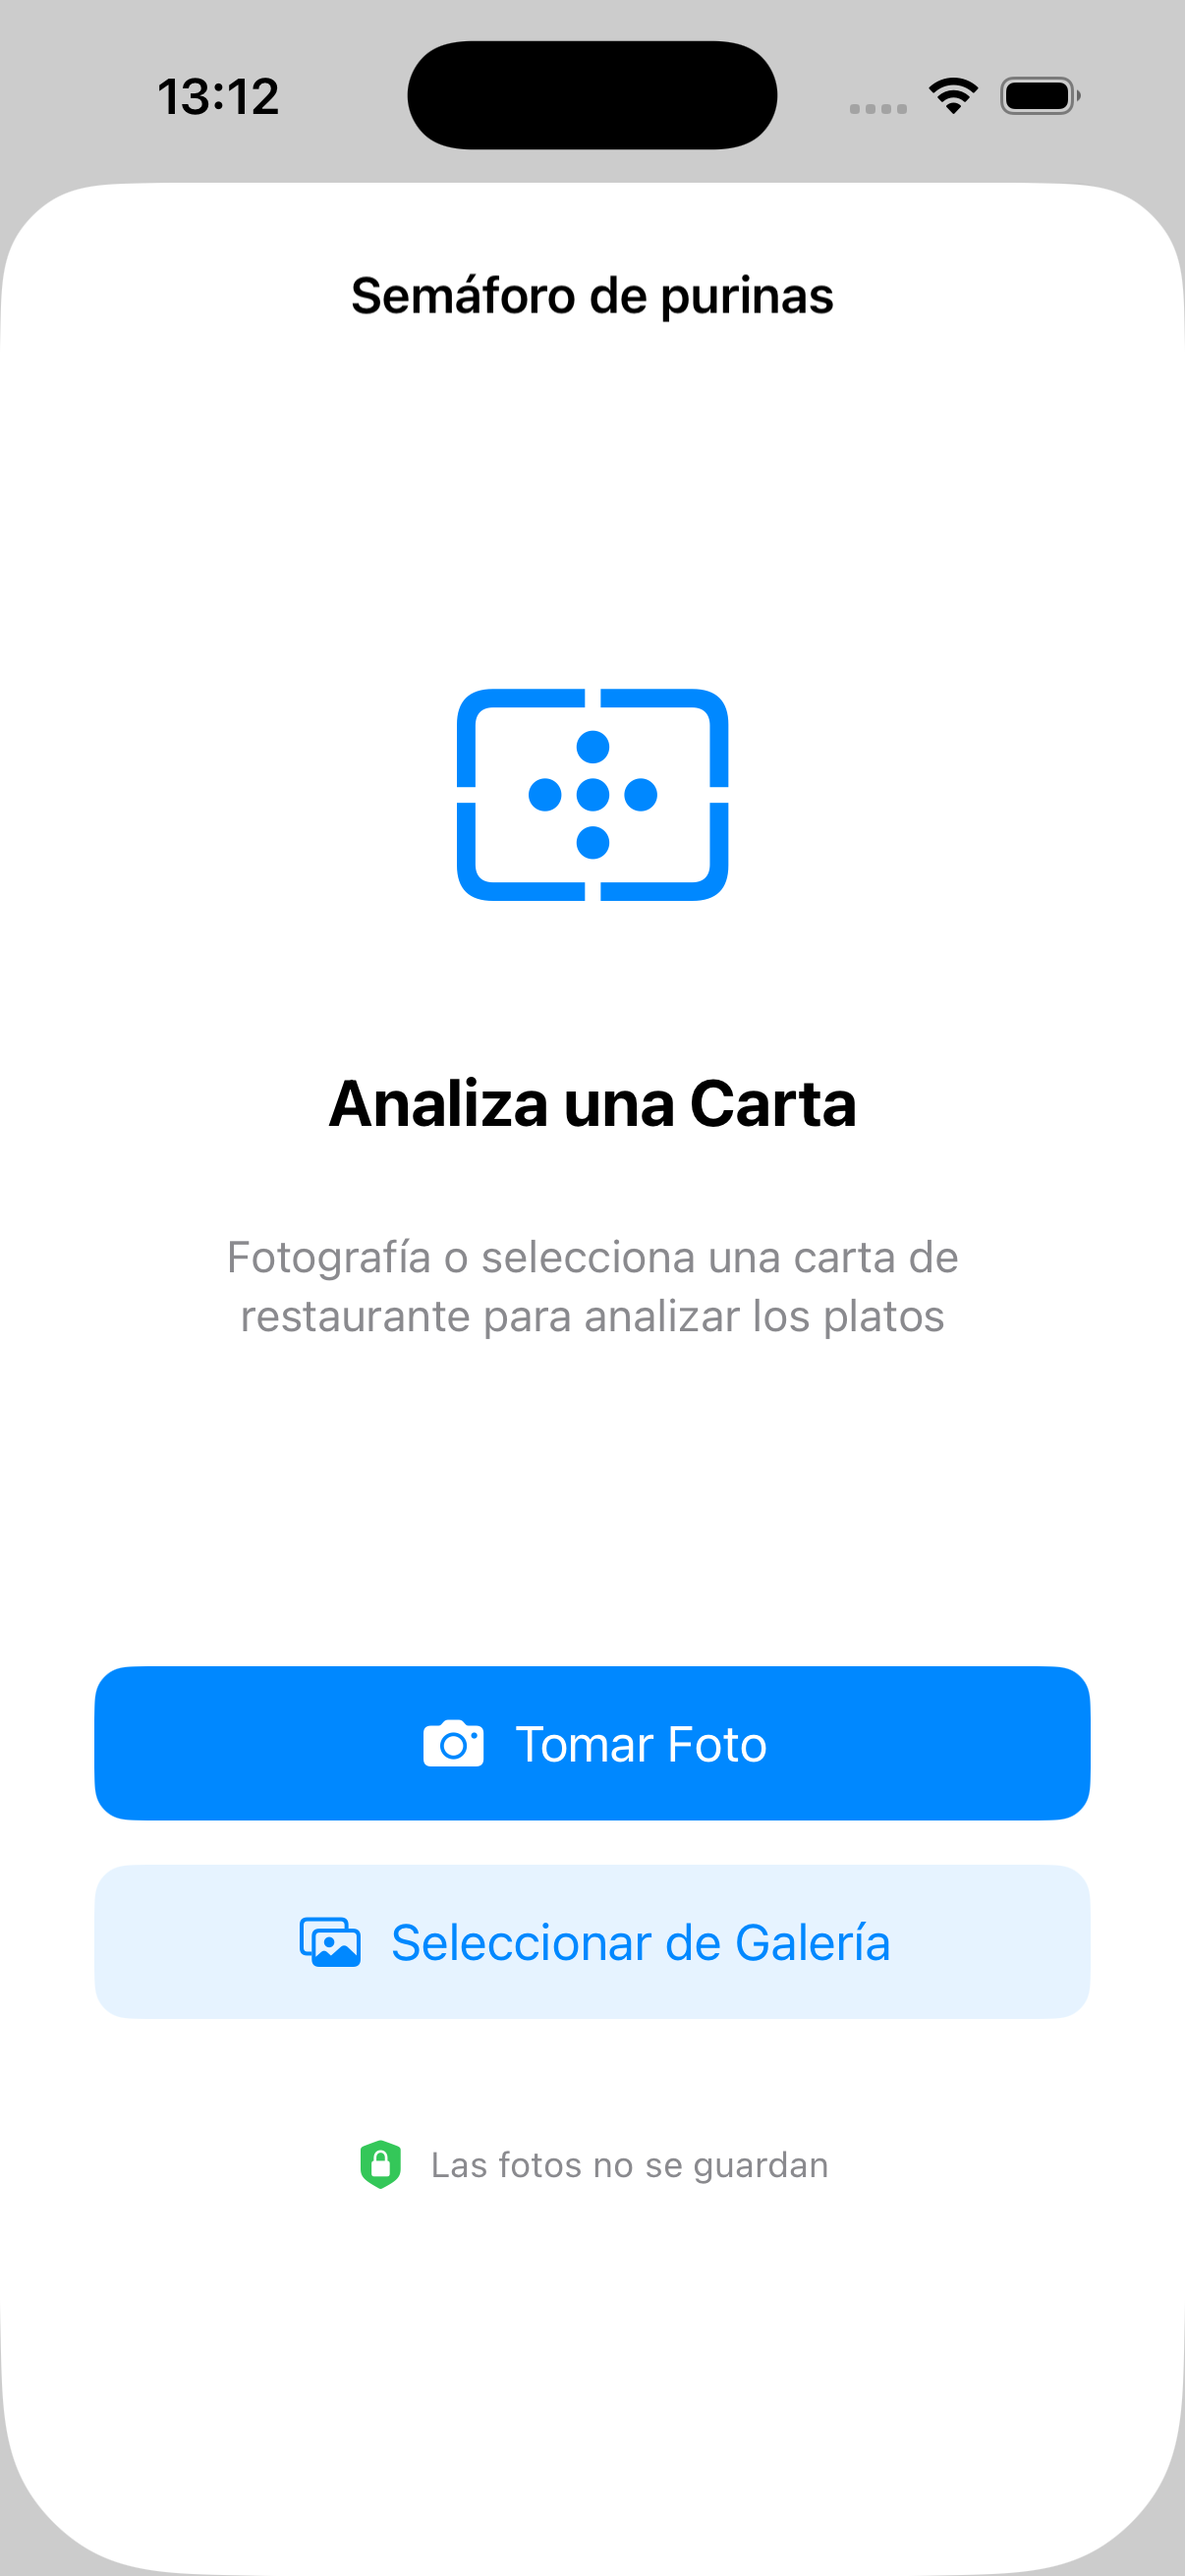 13:12
Semáforo de purinas
Analiza una Carta
Fotografía o selecciona una carta de
restaurante para analizar los platos
Tomar Foto
Seleccionar de Galería
Las fotos no se guardan